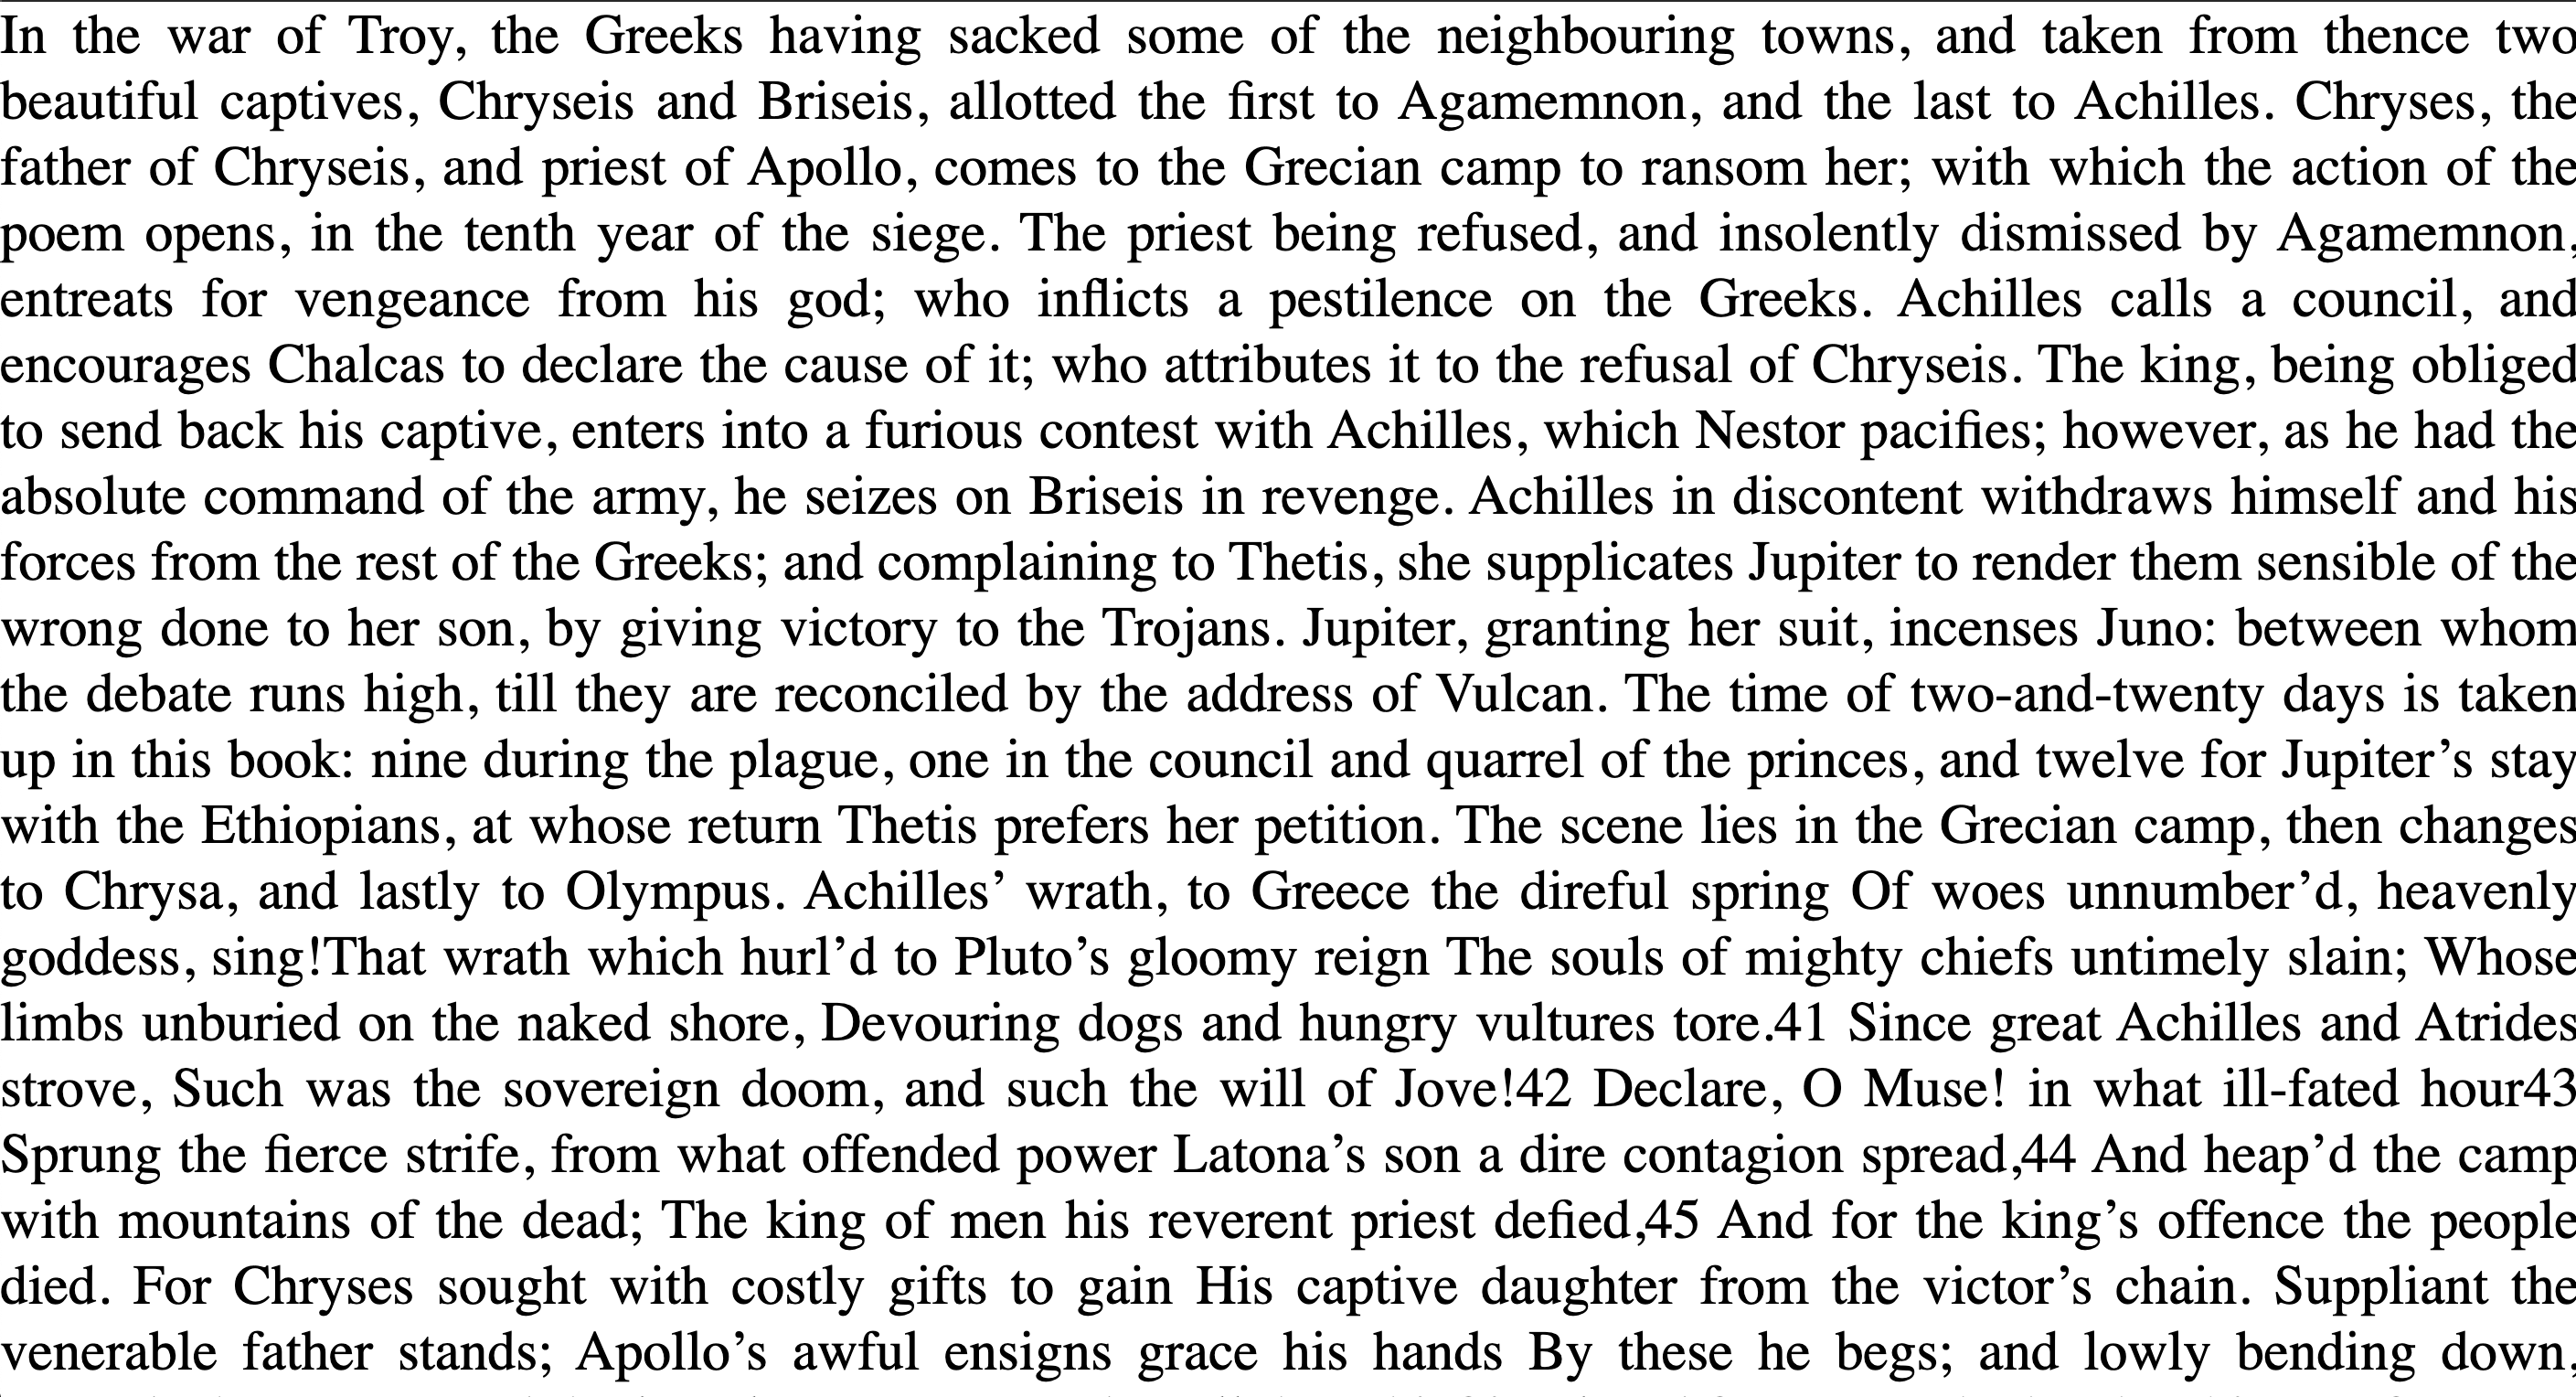 In the war of Troy, the Greeks having sacked some of the neighbouring towns, and taken from thence two
beautiful captives, Chryseis and Briseis, allotted the first to Agamemnon, and the last to Achilles. Chryses, the
father of Chryseis, and priest of Apollo, comes to the Grecian camp to ransom her; with which the action of the
poem opens, in the tenth year of the siege. The priest being refused, and insolently dismissed by Agamemnon,
entreats for vengeance from his god; who inflicts a pestilence on the Greeks. Achilles calls a council, and
encourages Chalcas to declare the cause of it; who attributes it to the refusal of Chryseis. The king, being obliged
to send back his captive, enters into a furious contest with Achilles, which Nestor pacifies; however, as he had the
absolute command of the army, he seizes on Briseis in revenge. Achilles in discontent withdraws himself and his
forces from the rest of the Greeks; and complaining to Thetis, she supplicates Jupiter to render them sensible of the
wrong done to her son, by giving victory to the Trojans. Jupiter, granting her suit, incenses Juno: between whom
the debate runs high, till they are reconciled by the address of Vulcan. The time of two-and-twenty days is taken
up in this book: nine during the plague, one in the council and quarrel of the princes, and twelve for Jupiter’s stay
with the Ethiopians, at whose return Thetis prefers her petition. The scene lies in the Grecian camp, then changes
to Chrysa, and lastly to Olympus. Achilles’ wrath, to Greece the direful spring Of woes unnumber’d, heavenly
goddess, sing!That wrath which hurl’d to Pluto’s gloomy reign The souls of mighty chiefs untimely slain; Whose
limbs unburied on the naked shore, Devouring dogs and hungry vultures tore.41 Since great Achilles and Atrides
strove, Such was the sovereign doom, and such the will of Jove!42 Declare, O Muse! in what ill-fated hour43
Sprung the fierce strife, from what offended power Latona’s son a dire contagion spread,44 And heap’d the camp
with mountains of the dead; The king of men his reverent priest defied,45 And for the king’s offence the people
died. For Chryses sought with costly gifts to gain His captive daughter from the victor’s chain. Suppliant the
venerable father stands; Apollo’s awful ensigns grace his hands By these he begs; and lowly bending down,